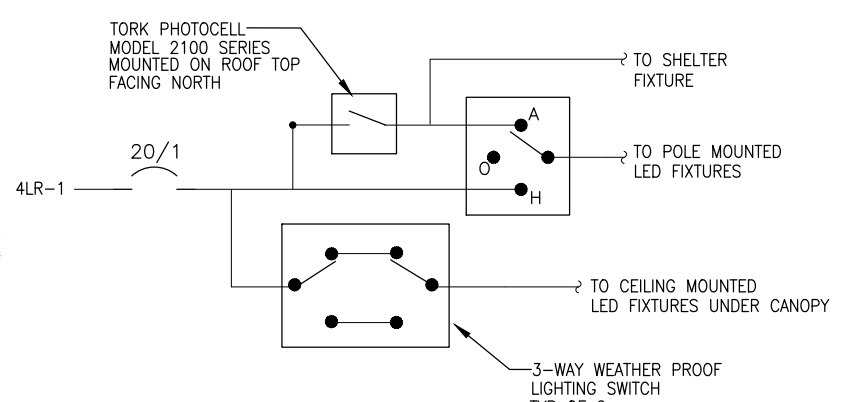 TORK PHOTOCELL
MODEL 2100 SERIES
MOUNTED ON ROOF TOP
FACING NORTH
TO SHELTER
FIXTURE
A
20/1
O
TO POLE MOUNTED
LED FIXTURES
4LR-1
H
TO CEILING MOUNTED
LED FIXTURES UNDER CANOPY
3-WAY WEATHER PROOF
LIGHTING SWITCH